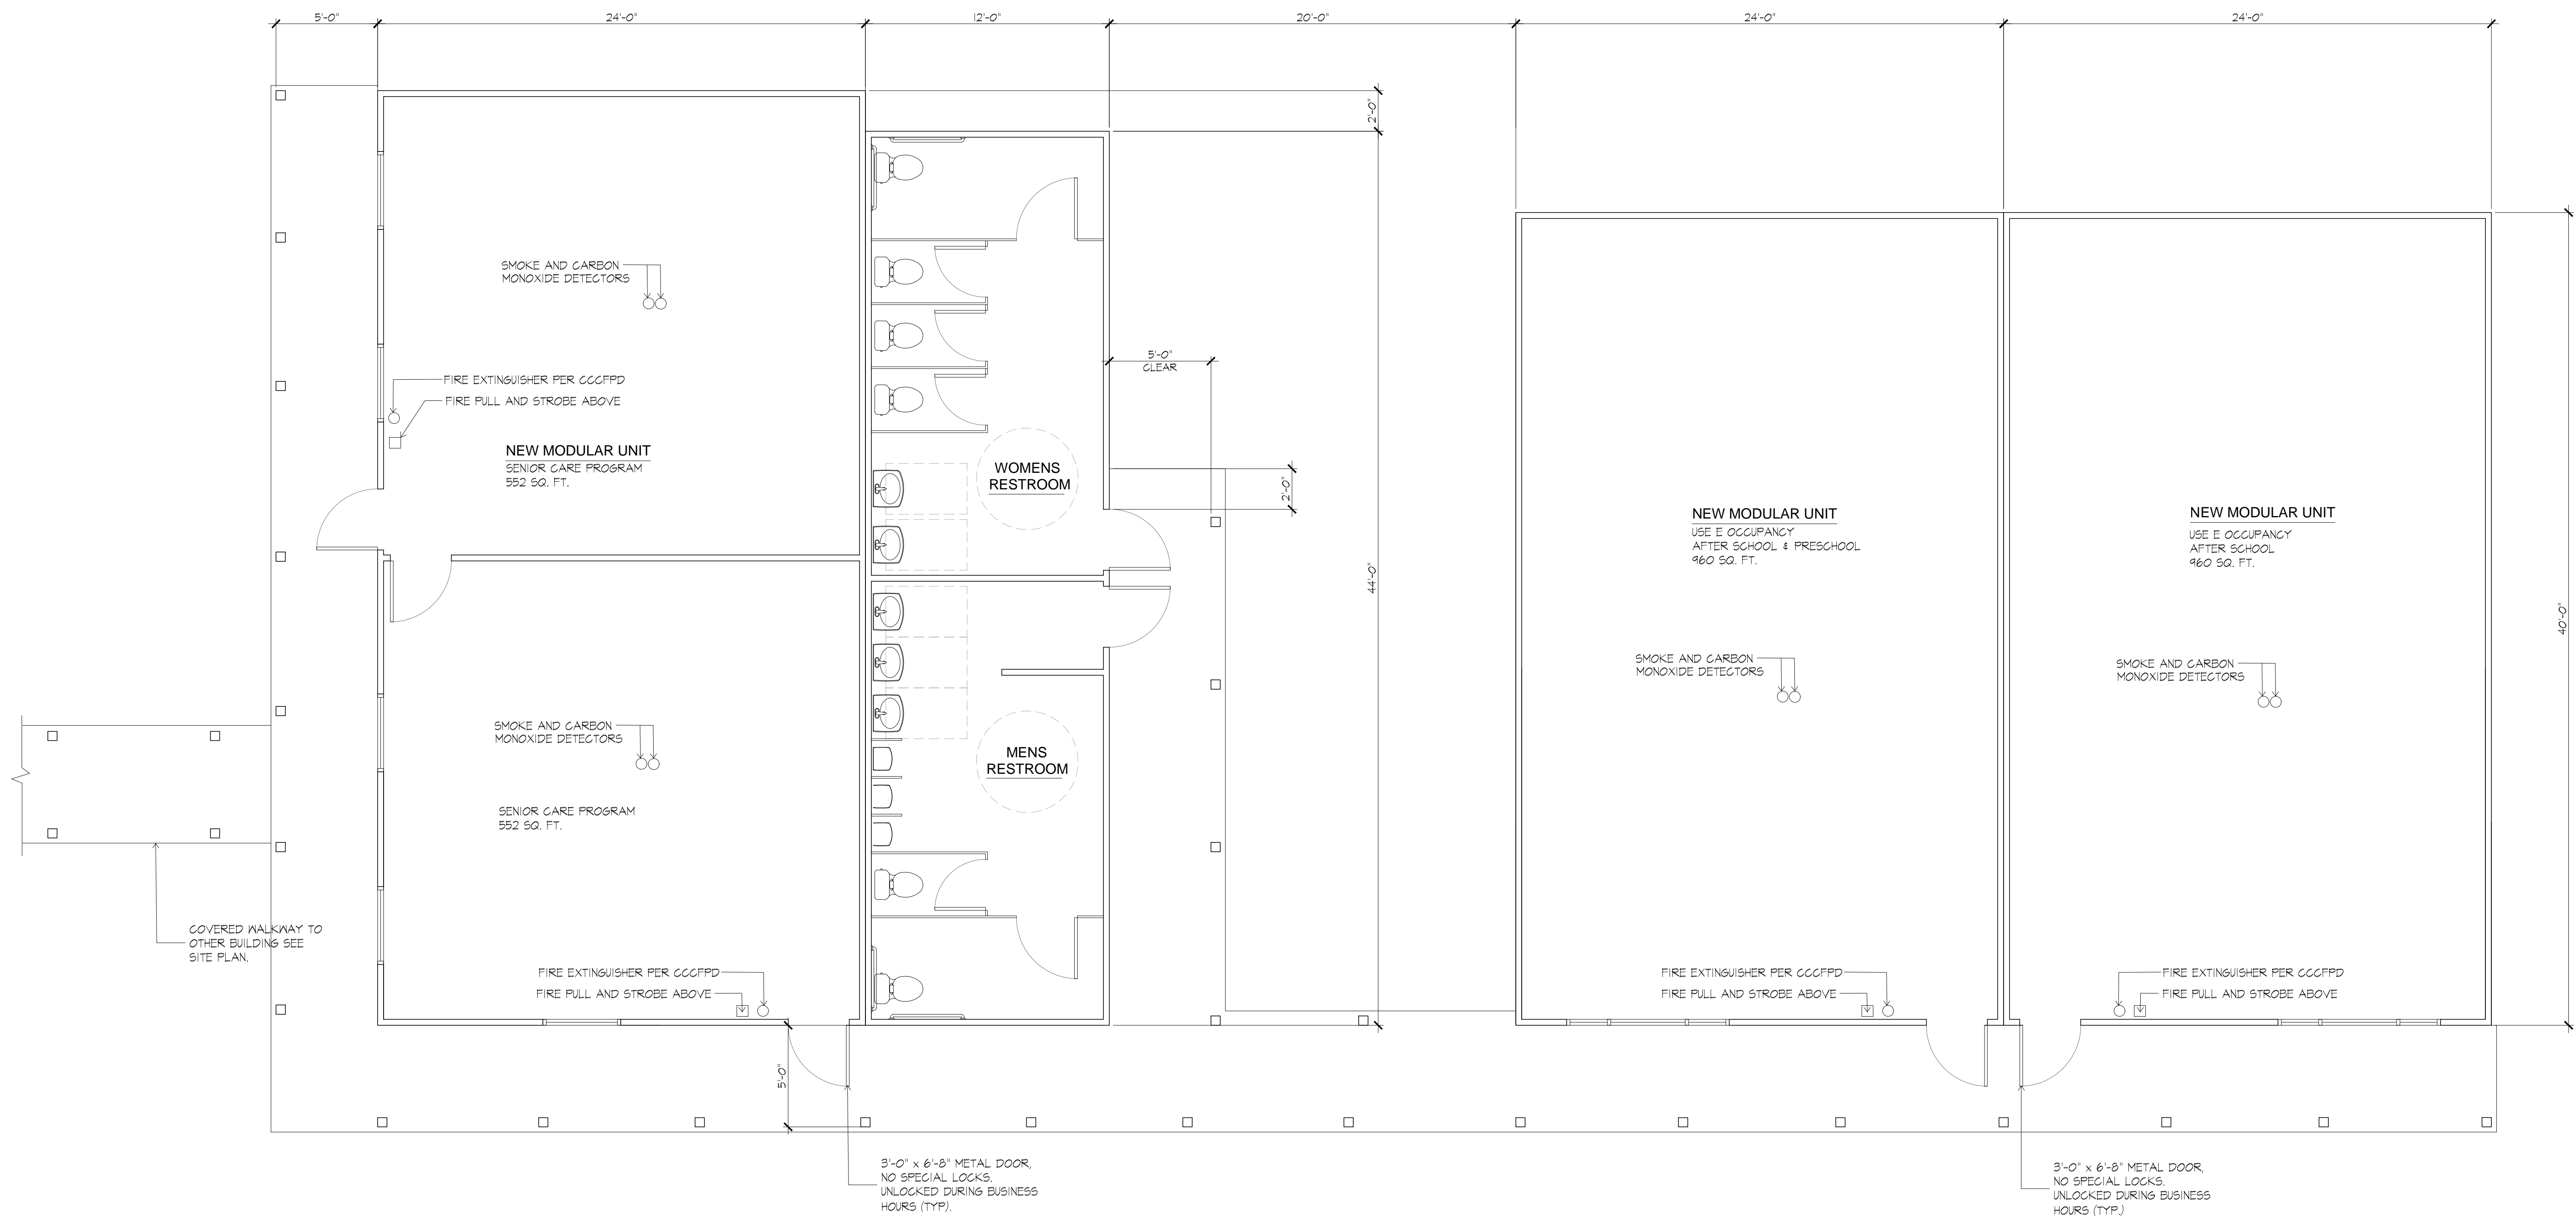 5'-0"
24'-0"
12'-0"
20'-0"
24'-0"
24'-0"
2'-0"
SMOKE AND CARBON
MONOXIDE DETECTORS
FIRE EXTINGUISHER PER CCCFPD
FIRE PULL AND STROBE ABOVE
NEW MODULAR UNIT
SENIOR CARE PROGRAM
552 SQ. FT.
WOMENS
RESTROOM
5'-0"
CLEAR
2'-0"
44'-0"
NEW MODULAR UNIT
USE E OCCUPANCY
AFTER SCHOOL & PRESCHOOL
960 SQ. FT.
NEW MODULAR UNIT
USE E OCCUPANCY
AFTER SCHOOL
960 SQ. FT.
40'-0"
SMOKE AND CARBON
MONOXIDE DETECTORS
SMOKE AND CARBON
MONOXIDE DETECTORS
SMOKE AND CARBON
MONOXIDE DETECTORS
MENS
RESTROOM
SENIOR CARE PROGRAM
552 SQ. FT.
COVERED WALKWAY TO
OTHER BUILDING SEE
SITE PLAN.
FIRE EXTINGUISHER PER CCCFPD
FIRE PULL AND STROBE ABOVE
FIRE EXTINGUISHER PER CCCFPD
FIRE PULL AND STROBE ABOVE
FIRE EXTINGUISHER PER CCCFPD
FIRE PULL AND STROBE ABOVE
5'-0"
3'-0" x 6'-8" METAL DOOR,
NO SPECIAL LOCKS.
UNLOCKED DURING BUSINESS
HOURS (TYP).
3'-0" x 6'-8" METAL DOOR,
NO SPECIAL LOCKS.
UNLOCKED DURING BUSINESS
HOURS (TYP.)